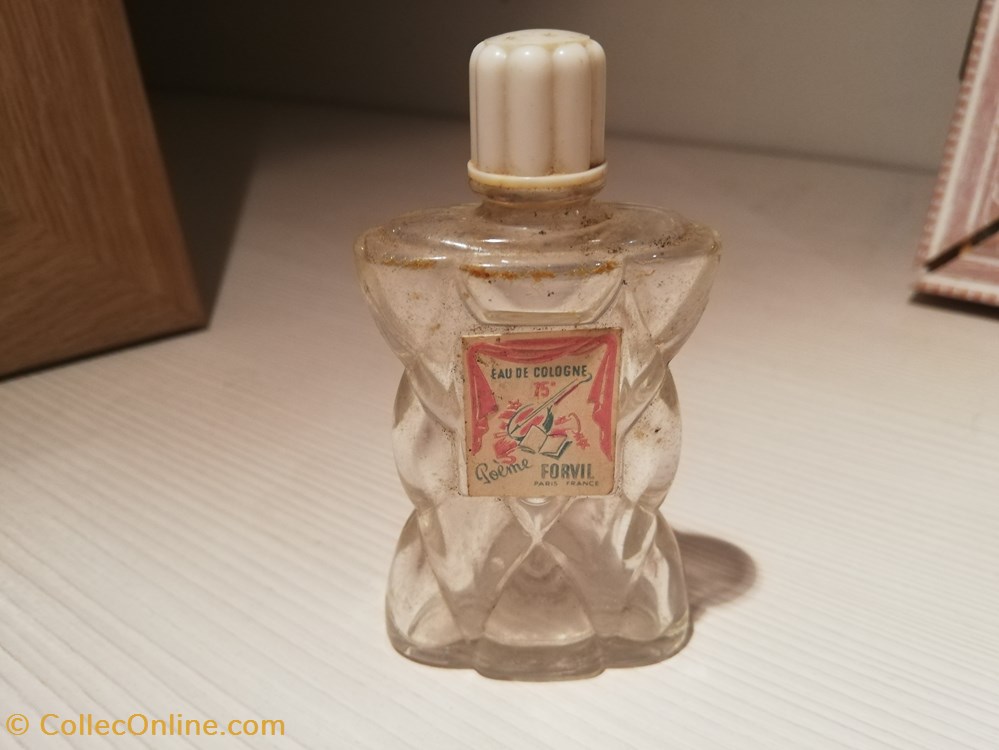 EAU DE COLOGNE
75°
Poème FORVIL
PARIS FRANCE
© CollecOnline.com